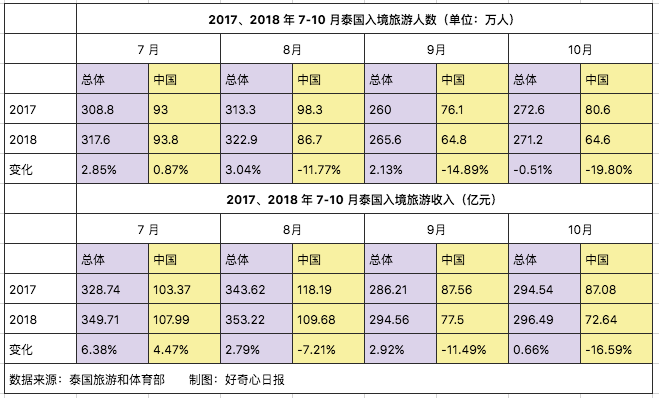 2017、2018 年 7-10 月泰国入境旅游人数（单位：万人）
7 月 8月 9月 10月
总体 中国 总体 中国 总体 中国 总体 中国
2017 308.8 93 313.3 98.3 260 76.1 272.6 80.6
2018 317.6 93.8 322.9 86.7 265.6 64.8 271.2 64.6
变化 2.85% 0.87% 3.04% -11.77% 2.13% -14.89% -0.51% -19.80%
2017、2018 年 7-10 月泰国入境旅游收入（亿元）
7 月 8月 9月 10月
总体 中国 总体 中国 总体 中国 总体 中国
2017 328.74 103.37 343.62 118.19 286.21 87.56 294.54 87.08
2018 349.71 107.99 353.22 109.68 294.56 77.5 296.49 72.64
变化 6.38% 4.47% 2.79% -7.21% 2.92% -11.49% 0.66% -16.59%
数据来源：泰国旅游和体育部 制图：好奇心日报